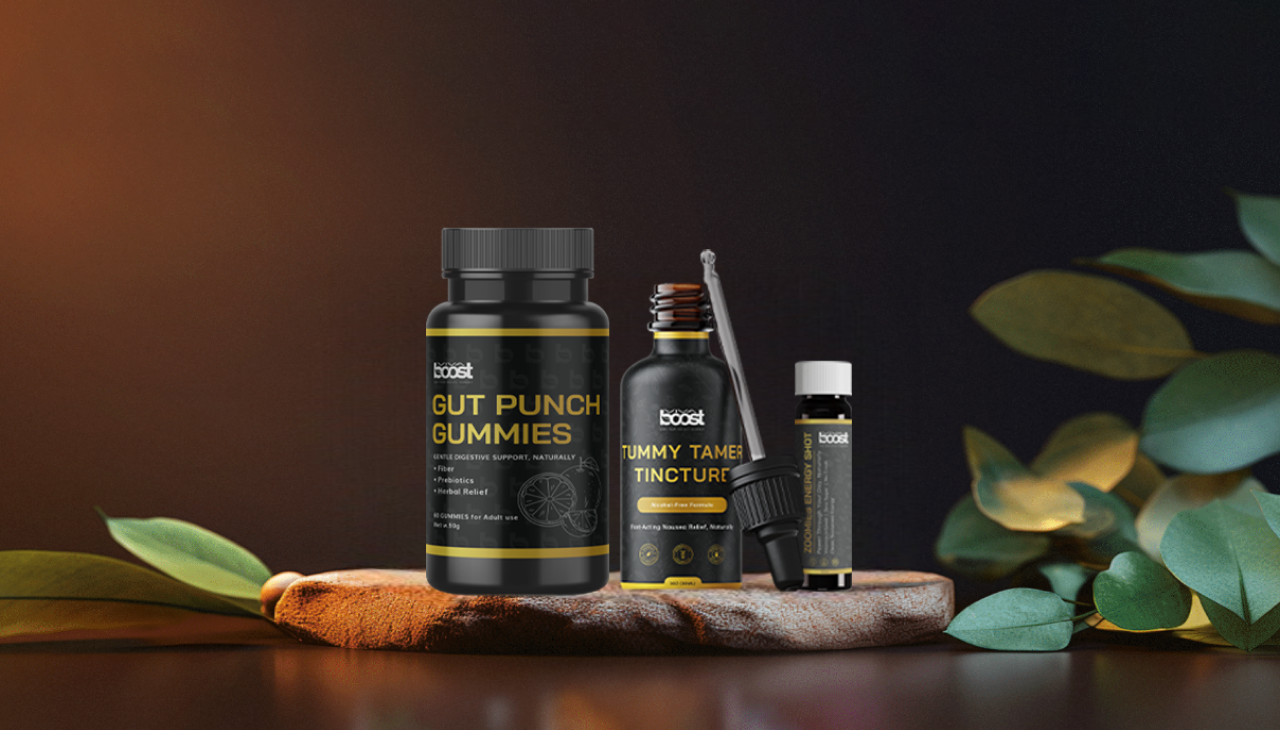 boost
GUT PUNCH
GUMMIES
GENTLE DIGESTIVE SUPPORT, NATURALLY
• Fiber
• Prebiotics
• Herbal Relief
60 GUMMIES for Adult use
boost
TUMMY TAMER
TINCTURE
Alcohol-Free Formula
Fast-Acting Nausea Relief, Naturally
boost
ENERGY SHOT